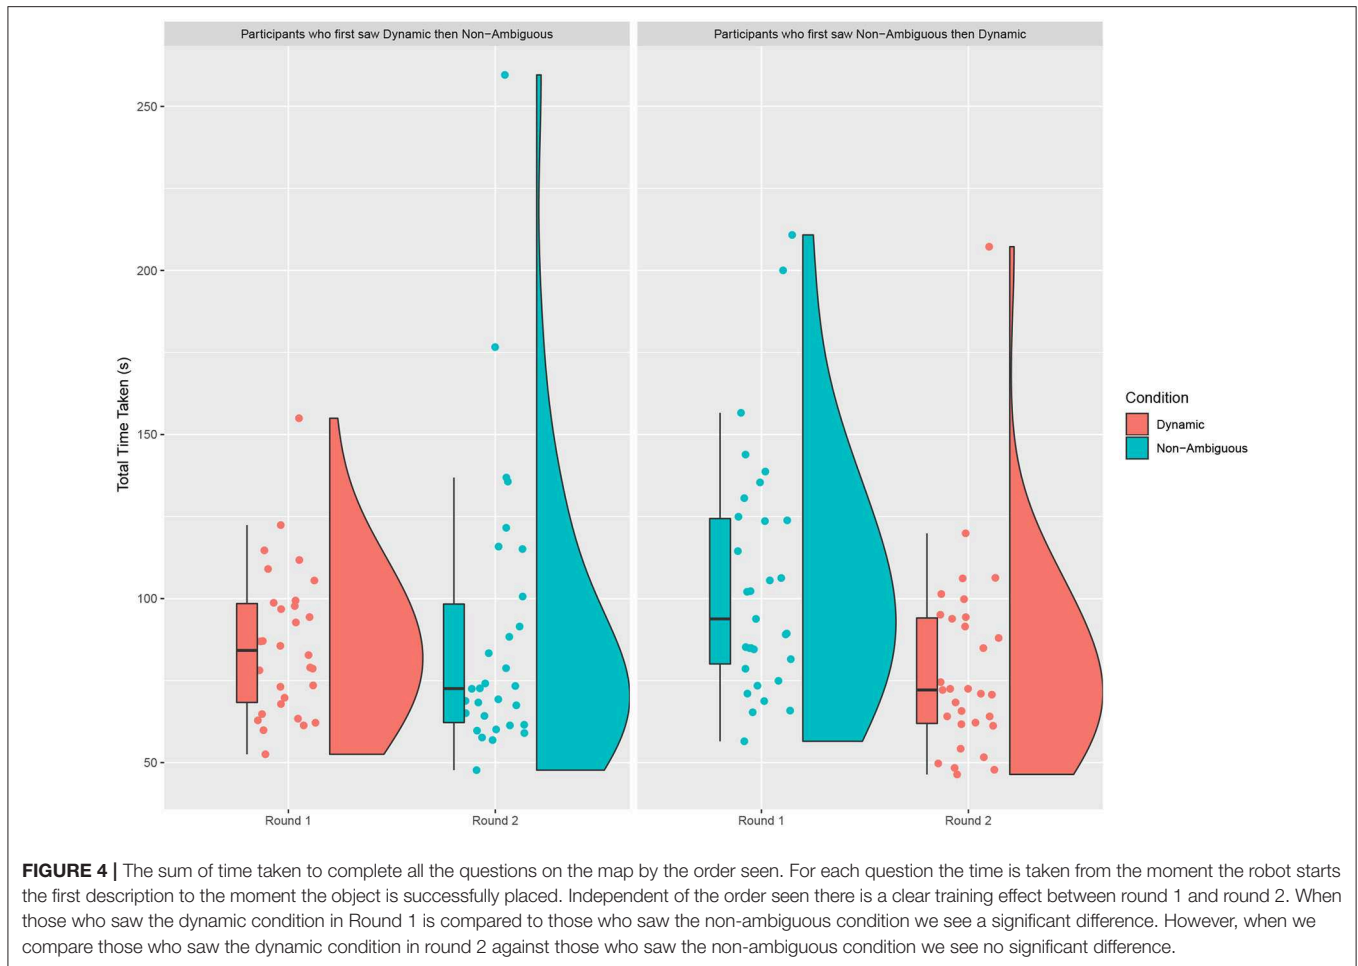 Participants who first saw Dynamic then Non−Ambiguous
Participants who first saw Non−Ambiguous then Dynamic
250
200
150
100
50
Total Time Taken (s)
Round 1
Round 2
Round 1
Round 2
Condition
Dynamic
Non−Ambiguous
FIGURE 4 | The sum of time taken to complete all the questions on the map by the order seen. For each question the time is taken from the moment the robot starts
the first description to the moment the object is successfully placed. Independent of the order seen there is a clear training effect between round 1 and round 2. When
those who saw the dynamic condition in Round 1 is compared to those who saw the non-ambiguous condition we see a significant difference. However, when we
compare those who saw the dynamic condition in round 2 against those who saw the non-ambiguous condition we see no significant difference.